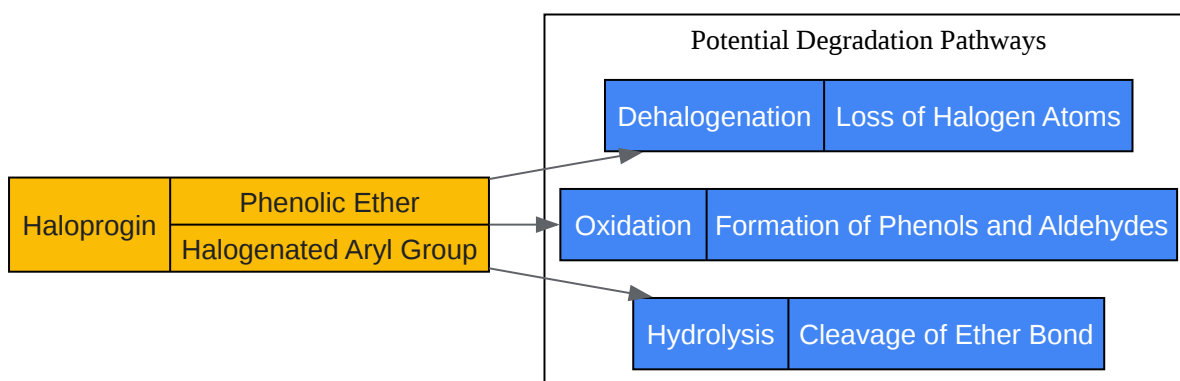 Potential Degradation Pathways
Dehalogenation
Loss of Halogen Atoms
Haloprogin
Phenolic Ether
Halogenated Aryl Group
Oxidation
Formation of Phenols and Aldehydes
Hydrolysis
Cleavage of Ether Bond